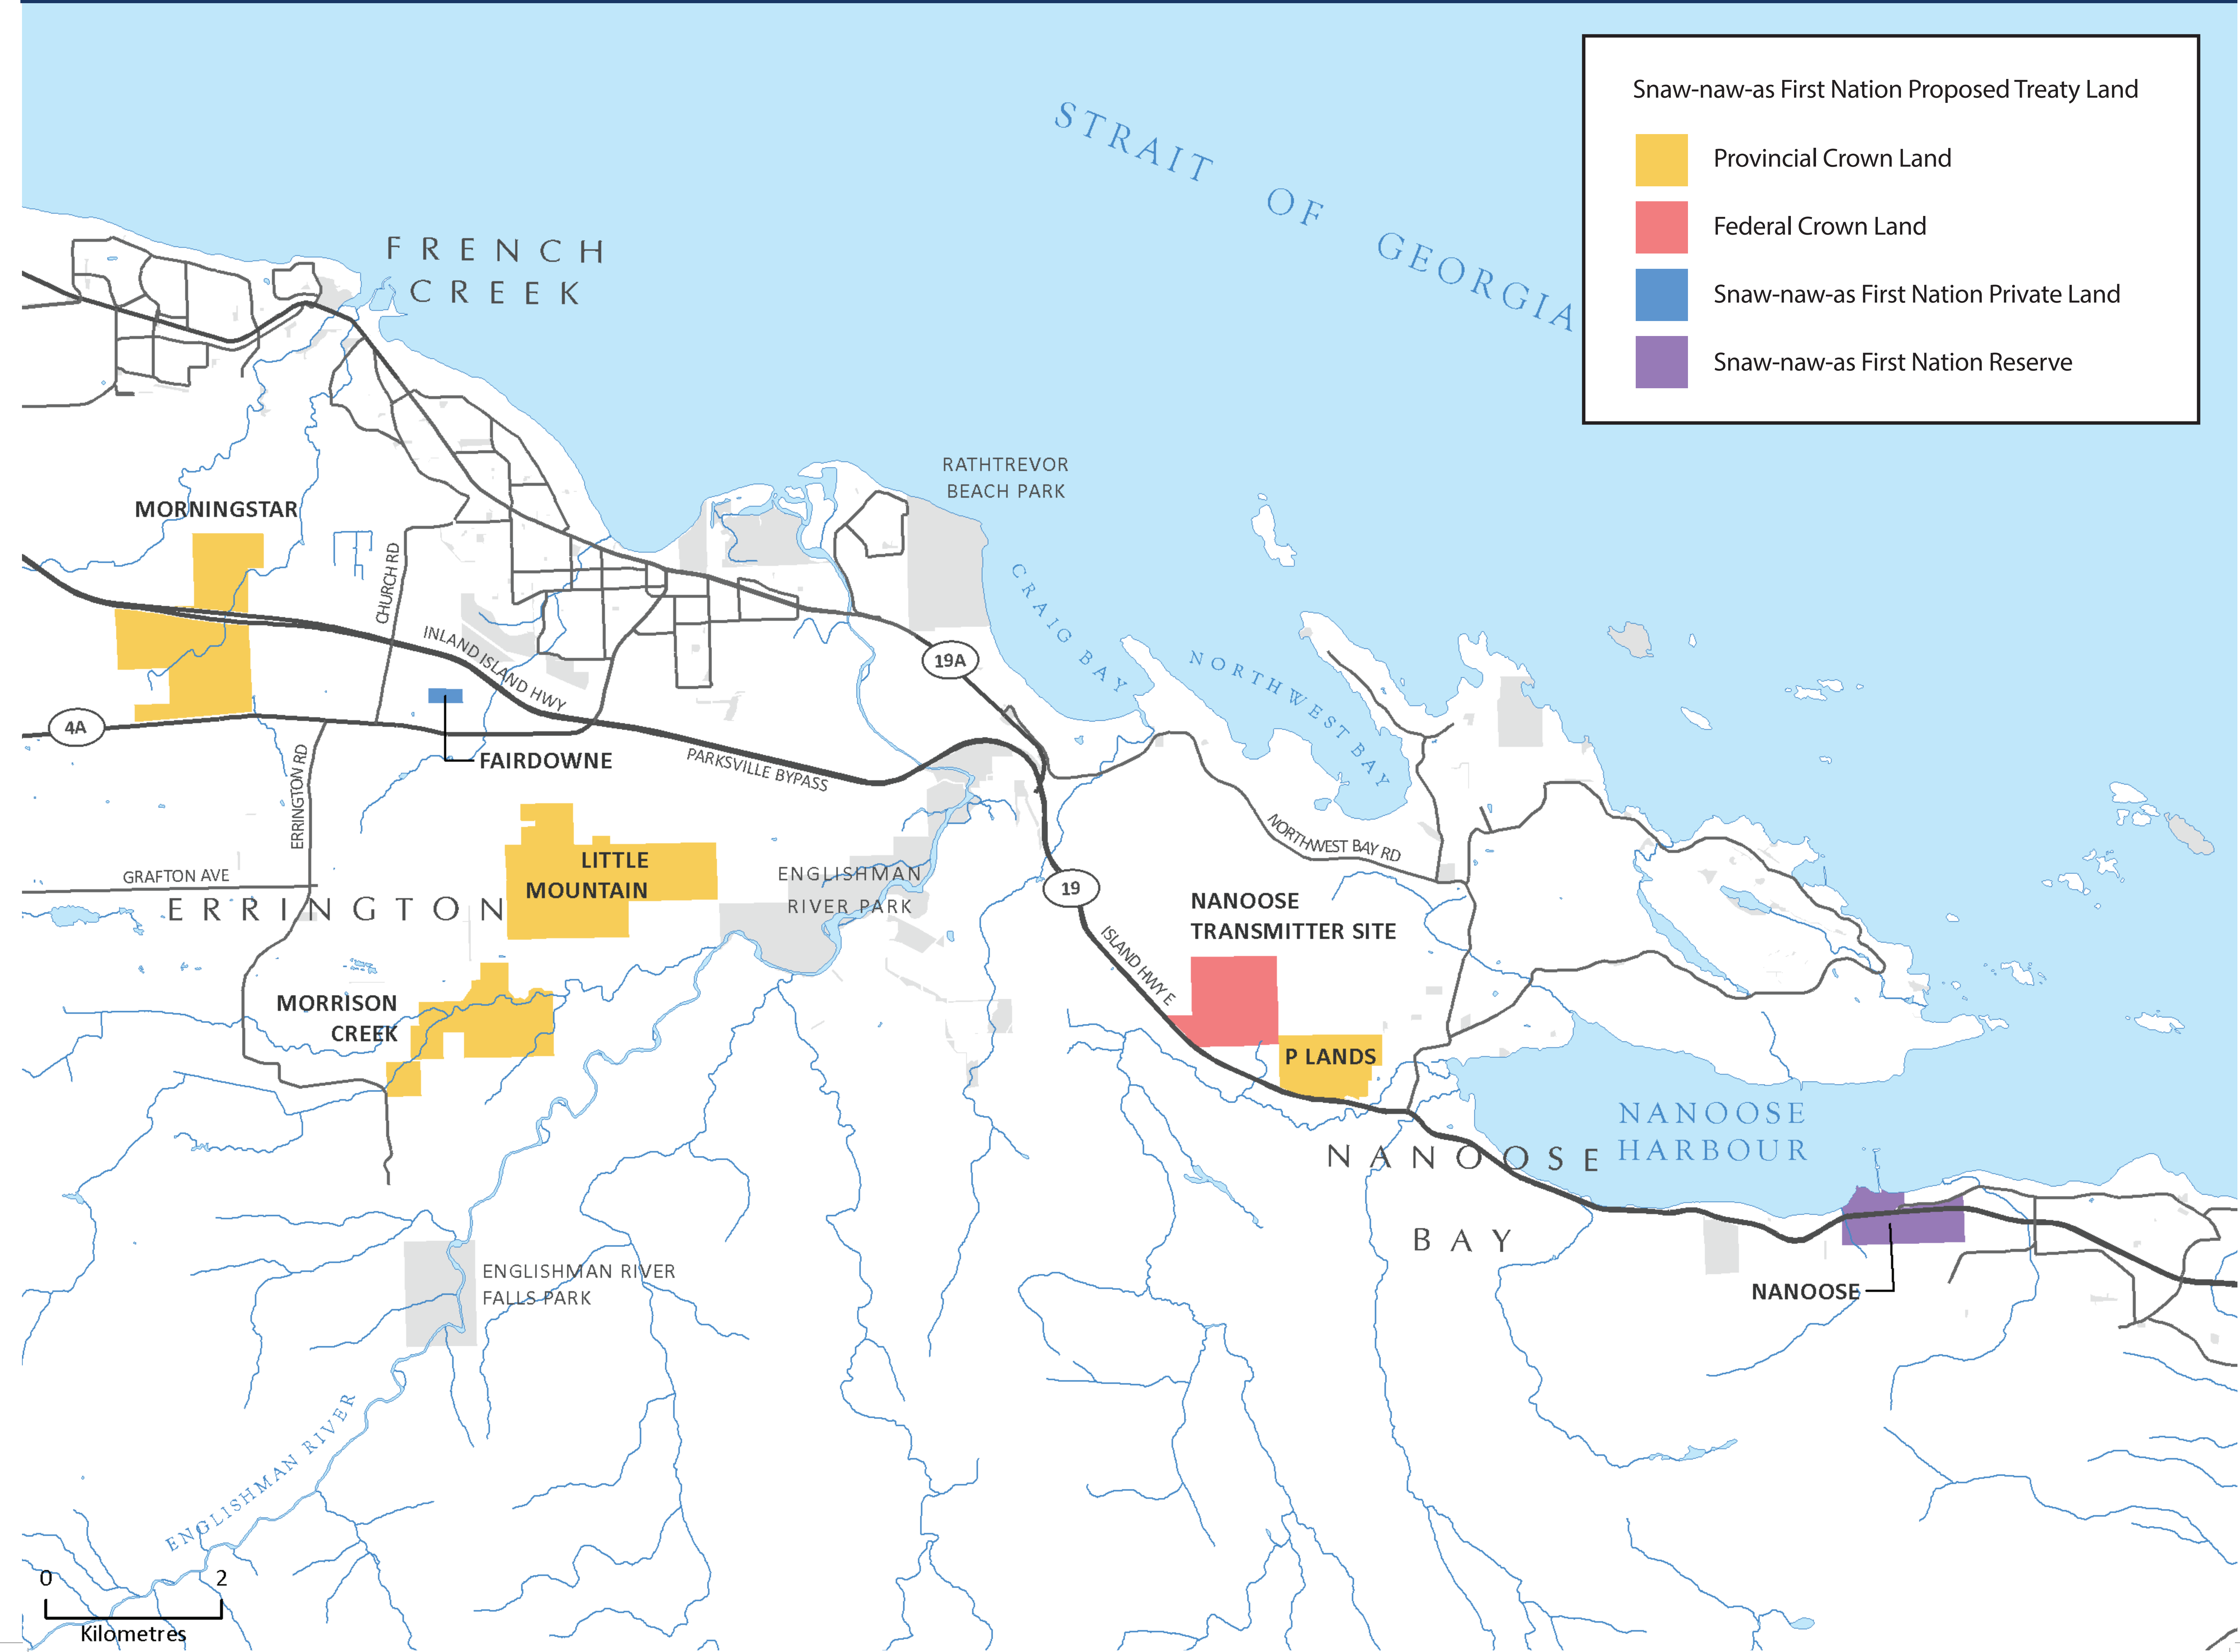 Snaw-naw-as First Nation Proposed Treaty Land
Provincial Crown Land
Federal Crown Land
Snaw-naw-as First Nation Private Land
Snaw-naw-as First Nation Reserve
STRAIT OF GEORGIA
FRENCH
CREEK
RATHTREVOR
BEACH PARK
MORNINGSTAR
CHURCH RD
INLAND ISLAND HWY
CRAIG BAY
NORTHWEST BAY
19A
4A
FAIRDOWNE
PARKSVILLE BYPASS
ERRINGTON RD
NORTHWEST BAY RD
LITTLE
MOUNTAIN
ENGLISHMAN
RIVER PARK
GRAFTON AVE
ERRINGTON
19
NANOOSE
TRANSMITTER SITE
ISLAND HWY E
MORRISON
CREEK
P LANDS
NANOOSE
HARBOUR
NANOOSE
BAY
NANOOSE
ENGLISHMAN RIVER
FALLS PARK
ENGLISHMAN RIVER
0 2
Kilometres